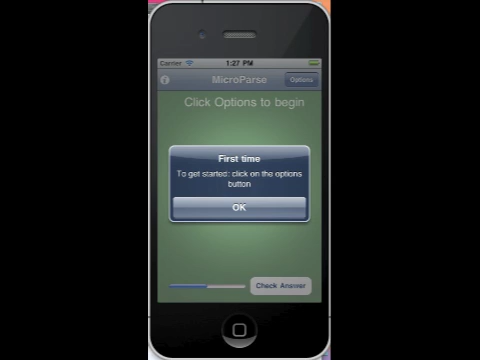 Carrier 1:27 PM
MicroParse Options
Click Options to begin
First time
To get started: click on the options
button
OK
Check Answer